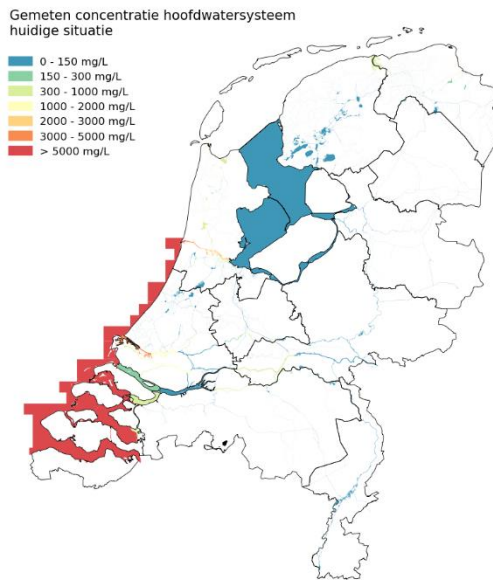 Gemeten concentratie hoofdwatersysteem
huidige situatie
0 - 150 mg/L
150 - 300 mg/L
300 - 1000 mg/L
1000 - 2000 mg/L
2000 - 3000 mg/L
3000 - 5000 mg/L
> 5000 mg/L